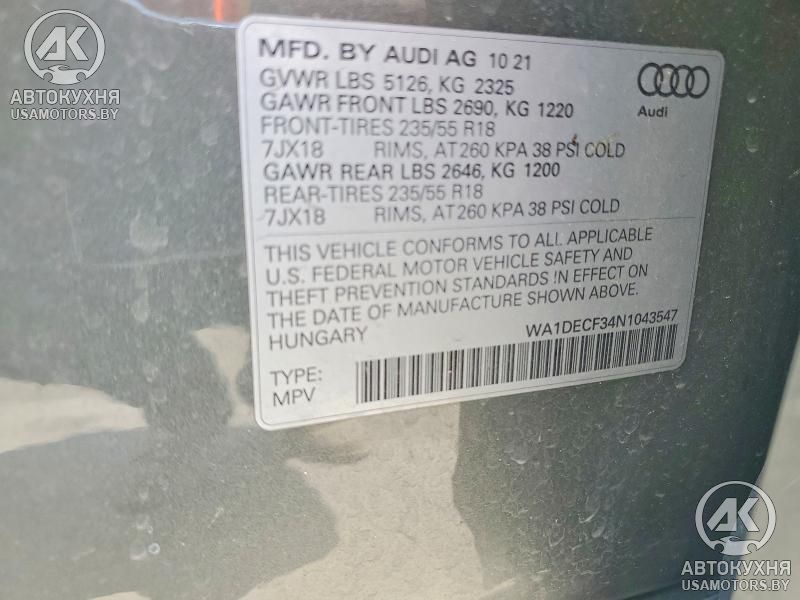 AK
АВТОКУХНЯ
USAMOTORS.BY
MFD. BY AUDI AG 10 21
GVWR LBS 5126, KG 2325
GAWR FRONT LBS 2690, KG 1220
FRONT-TIRES 235/55 R18
7JX18 RIMS, AT 260 KPA 38 PSI COLD
GAWR REAR LBS 2646, KG 1200
REAR-TIRES 235/55 R18
7JX18 RIMS, AT 260 KPA 38 PSI COLD
Audi
THIS VEHICLE CONFORMS TO ALL APPLICABLE
U.S. FEDERAL MOTOR VEHICLE SAFETY AND
THEFT PREVENTION STANDARDS IN EFFECT ON
THE DATE OF MANUFACTURE SHOWN ABOVE.
HUNGARY WA1DECF34N1043547
TYPE:
MPV
AK
АВТОКУХНЯ
USAMOTORS.BY